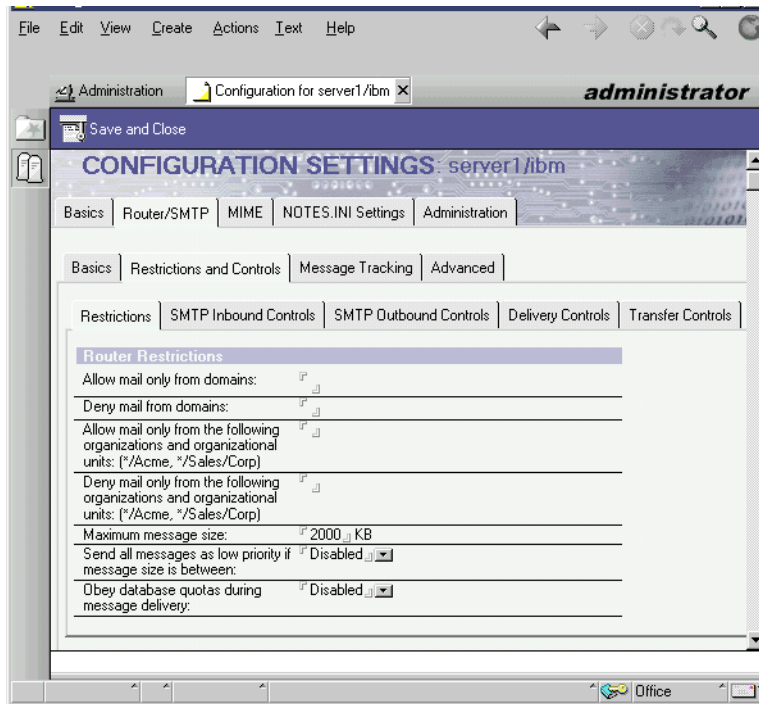 File Edit View Create Actions Text Help
Administration Configuration for server1/ibm administrator
Save and Close
CONFIGURATION SETTINGS: server1/ibm
Basics Router/SMTP MIME NOTES.INI Settings Administration
Basics Restrictions and Controls Message Tracking Advanced
Restrictions SMTP Inbound Controls SMTP Outbound Controls Delivery Controls Transfer Controls
Router Restrictions
Allow mail only from domains:
Deny mail from domains:
Allow mail only from the following
organizations and organizational
units: (*/Acme, */Sales/Corp)
Deny mail only from the following
organizations and organizational
units: (*/Acme, */Sales/Corp)
Maximum message size: 2000 KB
Send all messages as low priority if Disabled
message size is between:
Obey database quotas during Disabled
message delivery:
Office